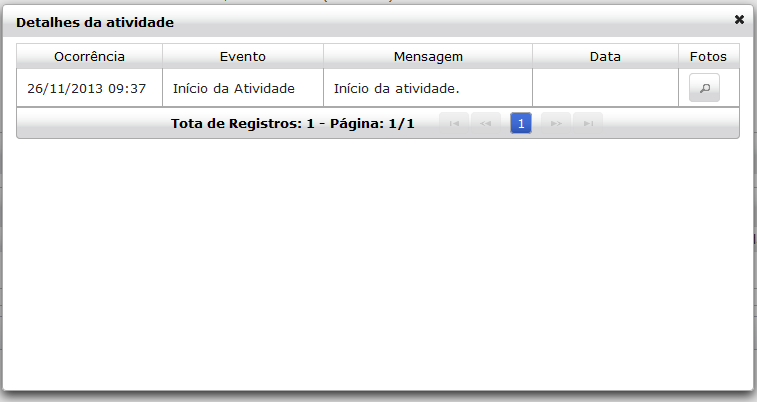 Detalhes da atividade
Ocorrência Evento Mensagem Data Fotos
26/11/2013 09:37 Início da Atividade Início da atividade.
Tota de Registros: 1 - Página: 1/1 1